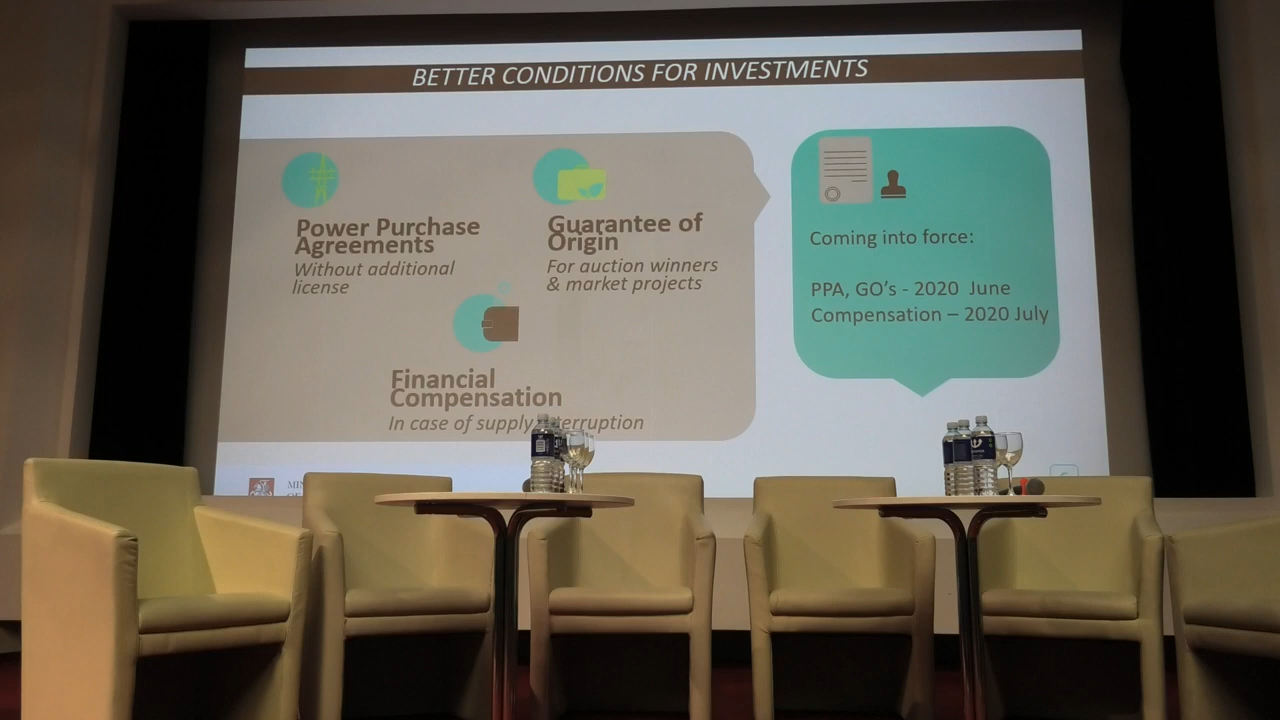 BETTER CONDITIONS FOR INVESTMENTS
Power Purchase
Agreements
Without additional
license
Guarantee of
Origin
For auction winners
& market projects
Financial
Compensation
In case of supply
Coming into force:
PPA, GO's - 2020 June
Compensation – 2020 July